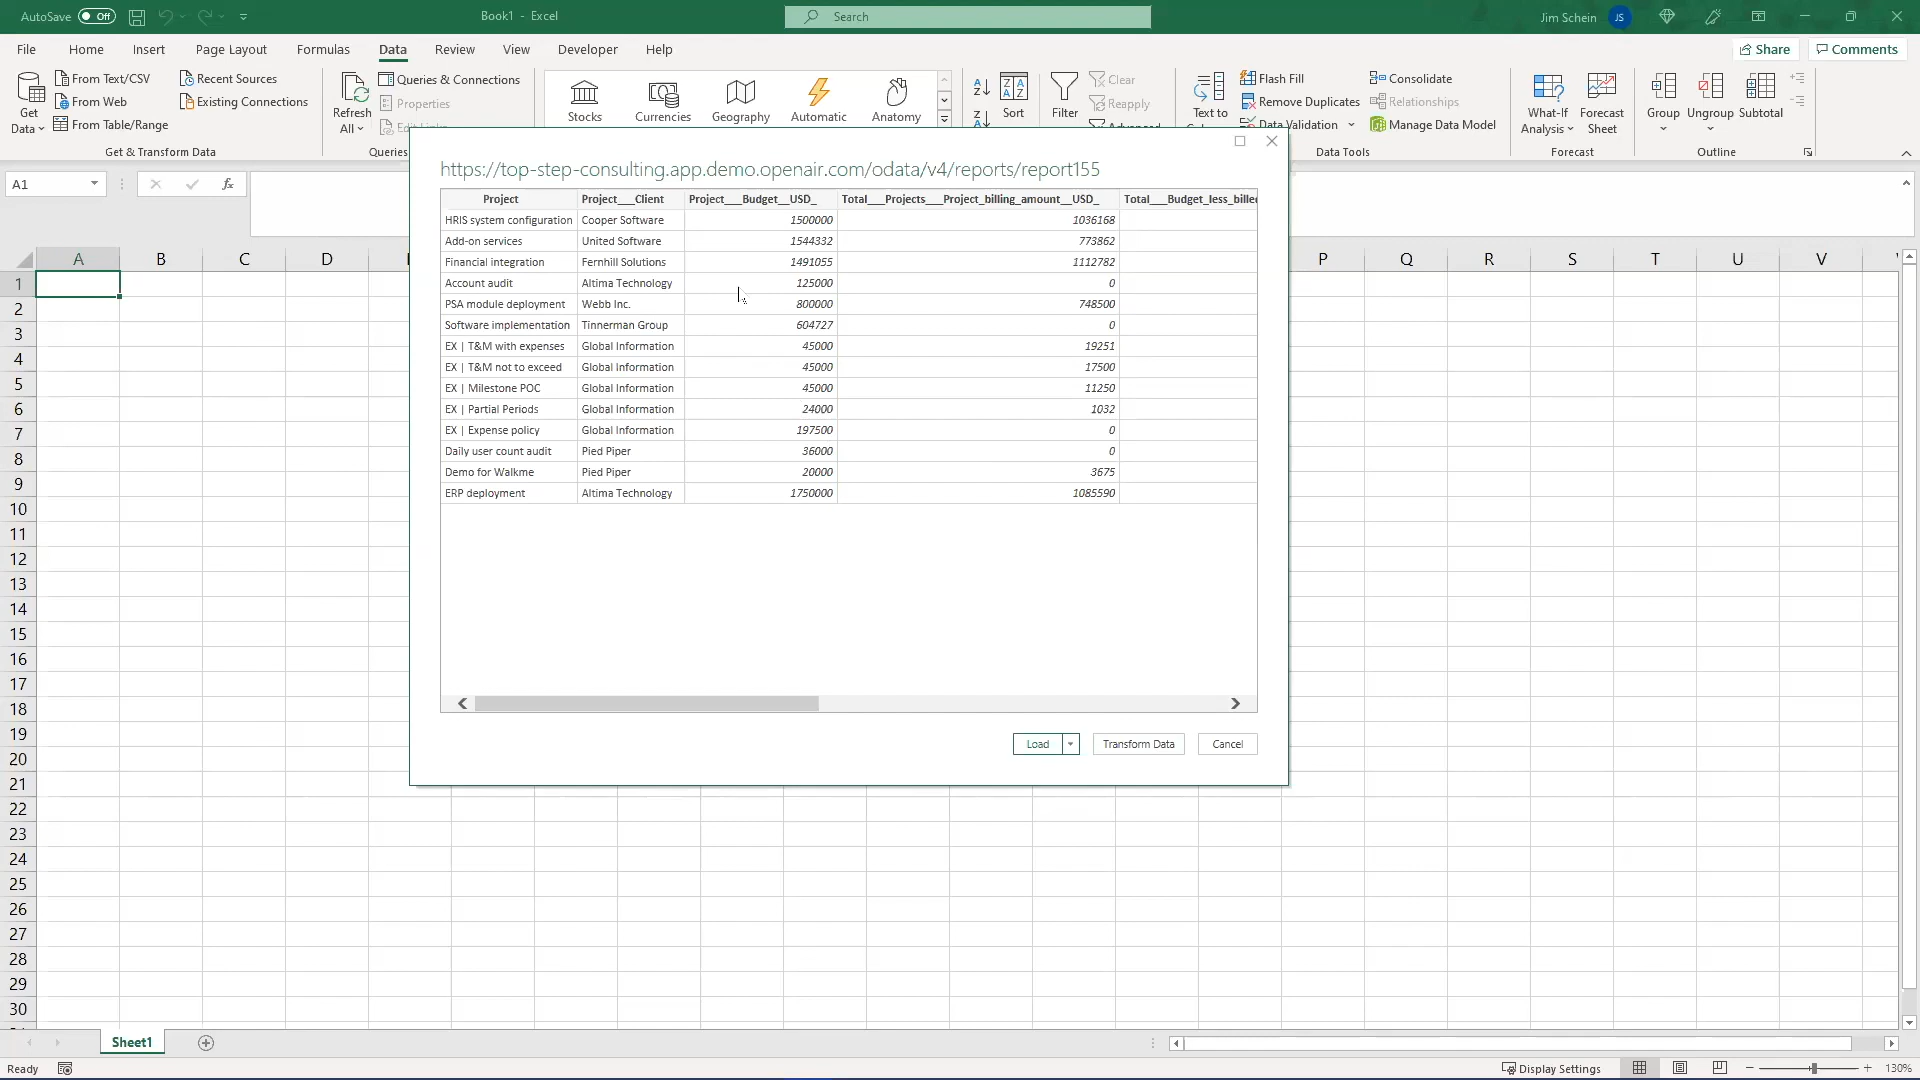 AutoSave Off Book1 - Excel Search Jim Schein JS
File Home Insert Page Layout Formulas Data Review View Developer Help Share Comments
Get Data From Text/CSV From Web From Table/Range Recent Sources Existing Connections
Get & Transform Data
Refresh All Queries & Connections Properties
Queries
Stocks Currencies Geography Automatic Anatomy
Sort Filter Clear Reapply Advanced
Text to Flash Fill Remove Duplicates Data Validation Consolidate Relationships Manage Data Model
Data Tools
What-If Analysis Forecast Sheet
Forecast
Group Ungroup Subtotal
Outline
A1 fx
https://top-step-consulting.app.demo.openair.com/odata/v4/reports/report155
Project Project___Client Project___Budget__USD_ Total___Projects___Project_billing_amount__USD_ Total___Budget_less_billed
HRIS system configuration Cooper Software 1500000 1036168
Add-on services United Software 1544332 773862
Financial integration Fernhill Solutions 1491055 1112782
Account audit Altima Technology 125000 0
PSA module deployment Webb Inc. 800000 748500
Software implementation Tinnerman Group 604727 0
EX | T&M with expenses Global Information 45000 19251
EX | T&M not to exceed Global Information 45000 17500
EX | Milestone POC Global Information 45000 11250
EX | Partial Periods Global Information 24000 1032
EX | Expense policy Global Information 197500 0
Daily user count audit Pied Piper 36000 0
Demo for Walkme Pied Piper 20000 3675
ERP deployment Altima Technology 1750000 1085590
Load Transform Data Cancel
A B C D P Q R S T U V
1
2
3
4
5
6
7
8
9
10
11
12
13
14
15
16
17
18
19
20
21
22
23
24
25
26
27
28
29
30
Sheet1
Ready Display Settings 130%